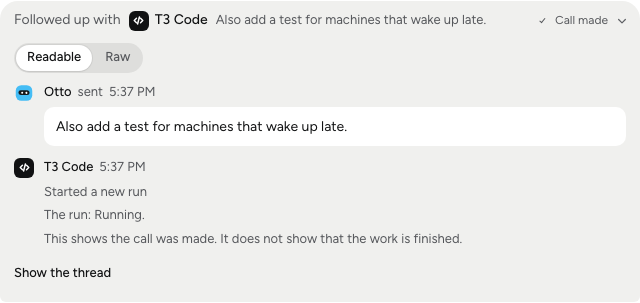 Followed up with T3 Code Also add a test for machines that wake up late. Call made
Readable Raw
Otto sent 5:37 PM
Also add a test for machines that wake up late.
T3 Code 5:37 PM
Started a new run
The run: Running.
This shows the call was made. It does not show that the work is finished.
Show the thread